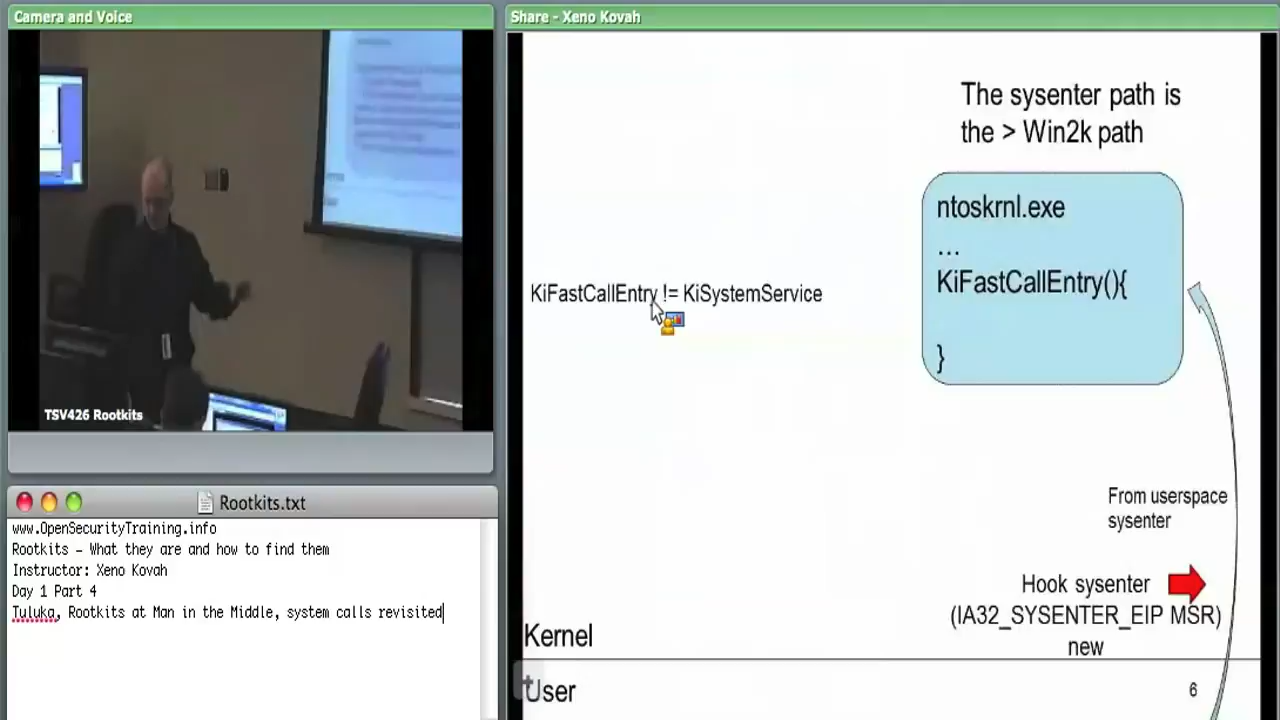 Camera and Voice
TSV426 Rootkits
Rootkits.txt
www.OpenSecurityTraining.info
Rootkits - What they are and how to find them
Instructor: Xeno Kovah
Day 1 Part 4
Tuluka, Rootkits at Man in the Middle, system calls revisited
Share - Xeno Kovah
The sysenter path is
the > Win2k path
ntoskrnl.exe
...
KiFastCallEntry(){
}
KiFastCallEntry != KiSystemService
From userspace
sysenter
Hook sysenter
(IA32_SYSENTER_EIP MSR)
new
Kernel
User
6